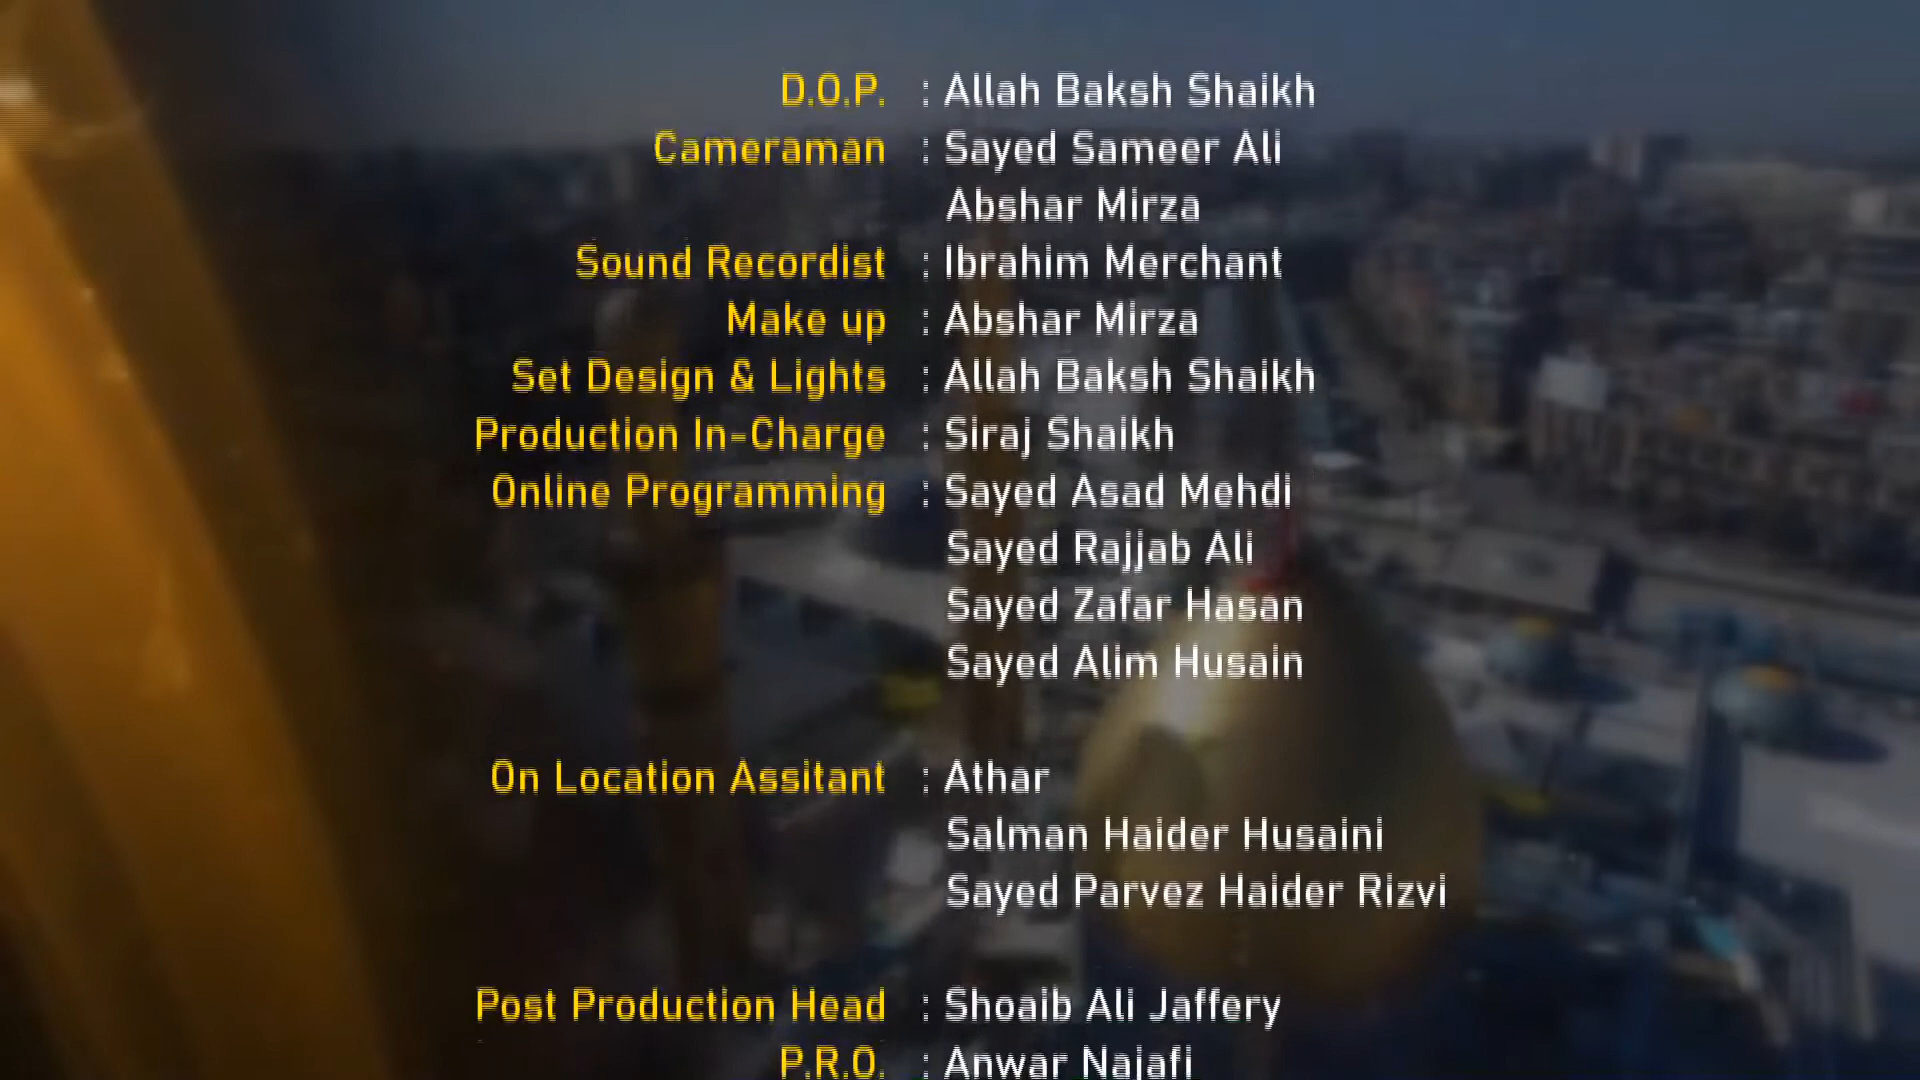 D.O.P. : Allah Baksh Shaikh
Cameraman : Sayed Sameer Ali
Abshar Mirza
Sound Recordist : Ibrahim Merchant
Make up : Abshar Mirza
Set Design & Lights : Allah Baksh Shaikh
Production In-Charge : Siraj Shaikh
Online Programming : Sayed Asad Mehdi
Sayed Rajjab Ali
Sayed Zafar Hasan
Sayed Alim Husain
On Location Assitant : Athar
Salman Haider Husaini
Sayed Parvez Haider Rizvi
Post Production Head : Shoaib Ali Jaffery
P.R.O. : Anwar Najafi